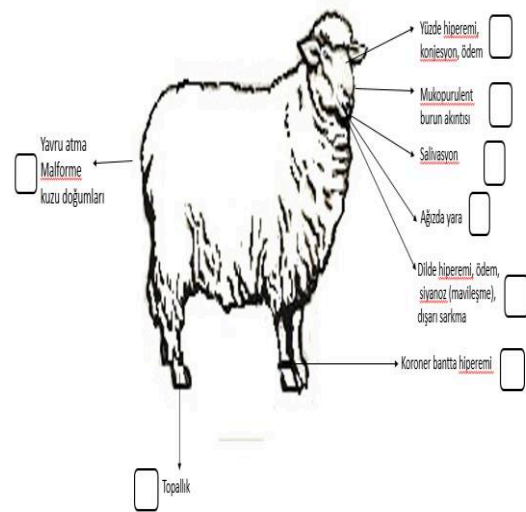 Yüzde hiperemi,
konjesyon, ödem
Mukopurulent
burun akıntısı
Salivasyon
Ağızda yara
Dilde hiperemi, ödem,
siyanoz (mavileşme),
dışarı sarkma
Koroner bantta hiperemi
Yavru atma
Malforme
kuzu doğumları
Topallık